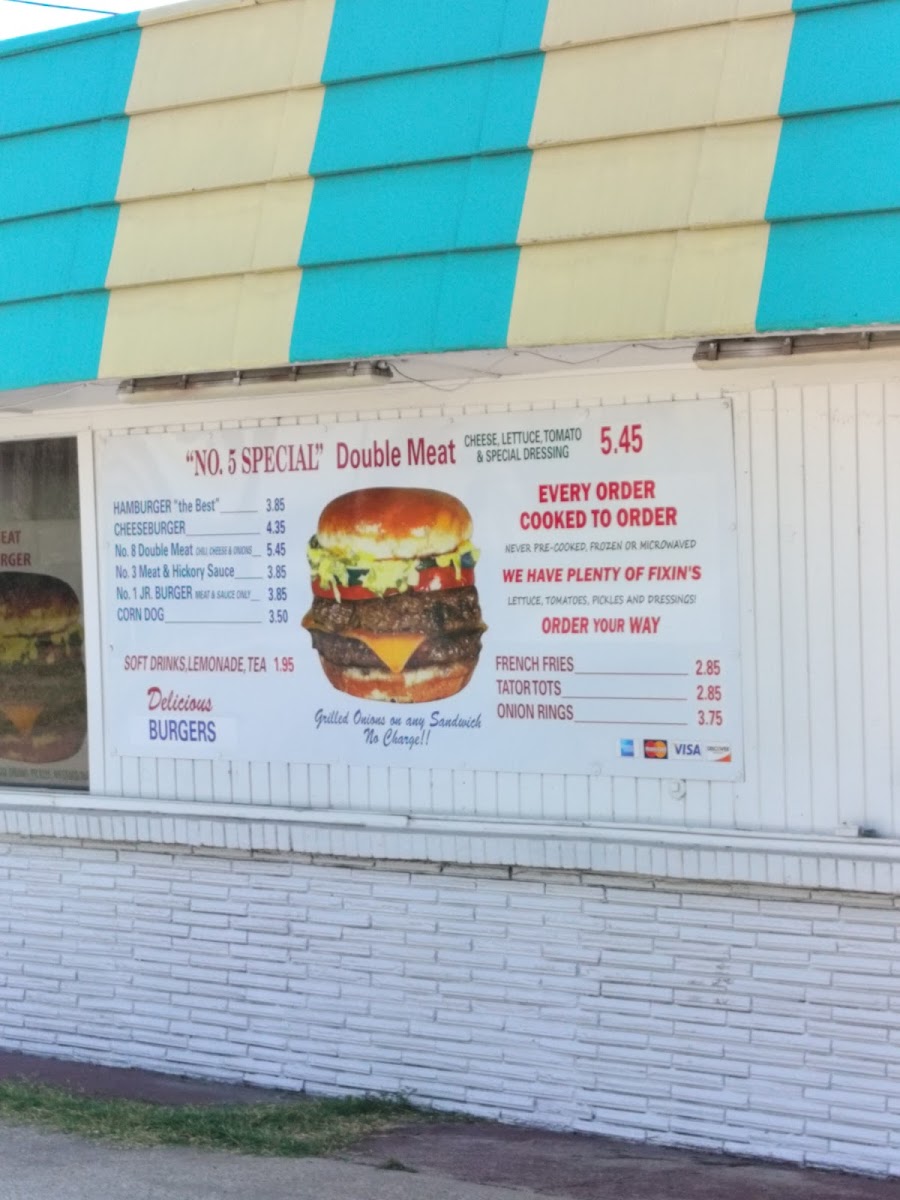 "NO. 5 SPECIAL" Double Meat CHEESE, LETTUCE, TOMATO & SPECIAL DRESSING 5.45
HAMBURGER "the Best" 3.85
CHEESEBURGER 4.35
No. 8 Double Meat CHILI CHEESE & ONIONS 5.45
No. 3 Meat & Hickory Sauce 3.85
No. 1 JR. BURGER MEAT & SAUCE ONLY 3.85
CORN DOG 3.50
SOFT DRINKS, LEMONADE, TEA 1.95
Delicious
BURGERS
Grilled Onions on any Sandwich
No Charge!!
EVERY ORDER
COOKED TO ORDER
NEVER PRE-COOKED, FROZEN OR MICROWAVED
WE HAVE PLENTY OF FIXIN'S
LETTUCE, TOMATOES, PICKLES AND DRESSINGS!
ORDER YOUR WAY
FRENCH FRIES 2.85
TATOR TOTS 2.85
ONION RINGS 3.75
MasterCard VISA DISCOVER
EAT
RGER